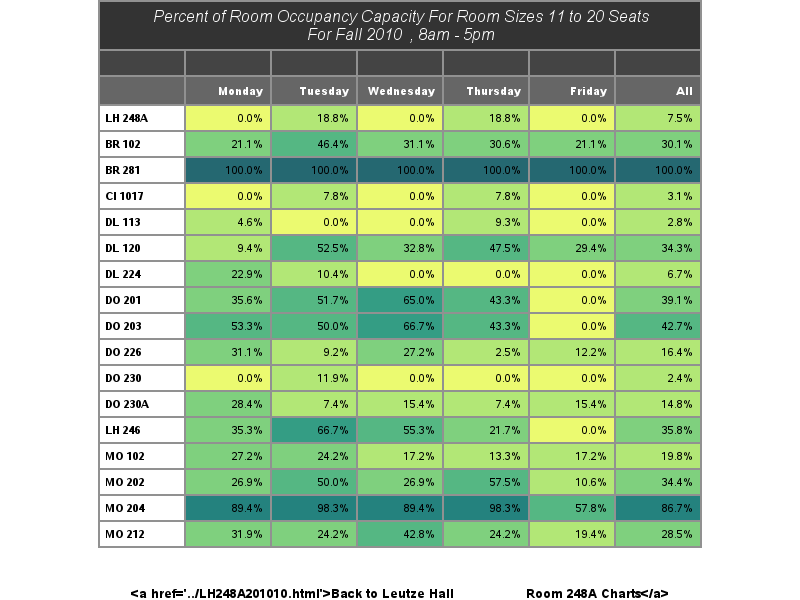 Percent of Room Occupancy Capacity For Room Sizes 11 to 20 Seats
For Fall 2010 , 8am - 5pm
Monday Tuesday Wednesday Thursday Friday All
LH 248A 0.0% 18.8% 0.0% 18.8% 0.0% 7.5%
BR 102 21.1% 46.4% 31.1% 30.6% 21.1% 30.1%
BR 281 100.0% 100.0% 100.0% 100.0% 100.0% 100.0%
CI 1017 0.0% 7.8% 0.0% 7.8% 0.0% 3.1%
DL 113 4.6% 0.0% 0.0% 9.3% 0.0% 2.8%
DL 120 9.4% 52.5% 32.8% 47.5% 29.4% 34.3%
DL 224 22.9% 10.4% 0.0% 0.0% 0.0% 6.7%
DO 201 35.6% 51.7% 65.0% 43.3% 0.0% 39.1%
DO 203 53.3% 50.0% 66.7% 43.3% 0.0% 42.7%
DO 226 31.1% 9.2% 27.2% 2.5% 12.2% 16.4%
DO 230 0.0% 11.9% 0.0% 0.0% 0.0% 2.4%
DO 230A 28.4% 7.4% 15.4% 7.4% 15.4% 14.8%
LH 246 35.3% 66.7% 55.3% 21.7% 0.0% 35.8%
MO 102 27.2% 24.2% 17.2% 13.3% 17.2% 19.8%
MO 202 26.9% 50.0% 26.9% 57.5% 10.6% 34.4%
MO 204 89.4% 98.3% 89.4% 98.3% 57.8% 86.7%
MO 212 31.9% 24.2% 42.8% 24.2% 19.4% 28.5%
<a href='../LH248A201010.html'>Back to Leutze Hall Room 248A Charts</a>